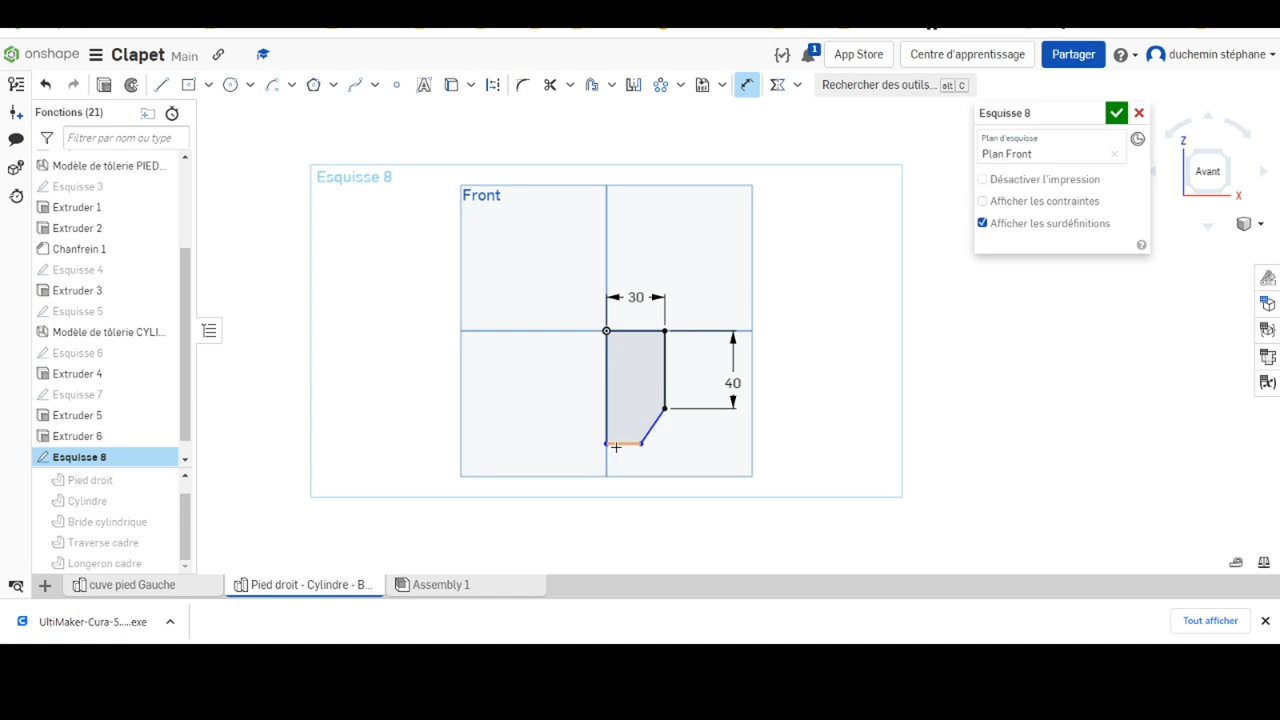 onshape
Clapet Main
1
App Store
Centre d'apprentissage
Partager
duchemin stéphane
Rechercher des outils... alt C
Fonctions (21)
Filtrer par nom ou type
Modèle de tôlerie PIED...
Esquisse 3
Extruder 1
Extruder 2
Chanfrein 1
Esquisse 4
Extruder 3
Esquisse 5
Modèle de tôlerie CYLI...
Esquisse 6
Extruder 4
Esquisse 7
Extruder 5
Extruder 6
Esquisse 8
Pied droit
Cylindre
Bride cylindrique
Traverse cadre
Longeron cadre
Esquisse 8
Front
30
40
Esquisse 8
Plan d'esquisse
Plan Front
Désactiver l'impression
Afficher les contraintes
Afficher les surdéfinitions
Z
Avant
X
cuve pied Gauche
Pied droit - Cylindre - B...
Assembly 1
UltiMaker-Cura-5.....exe
Tout afficher